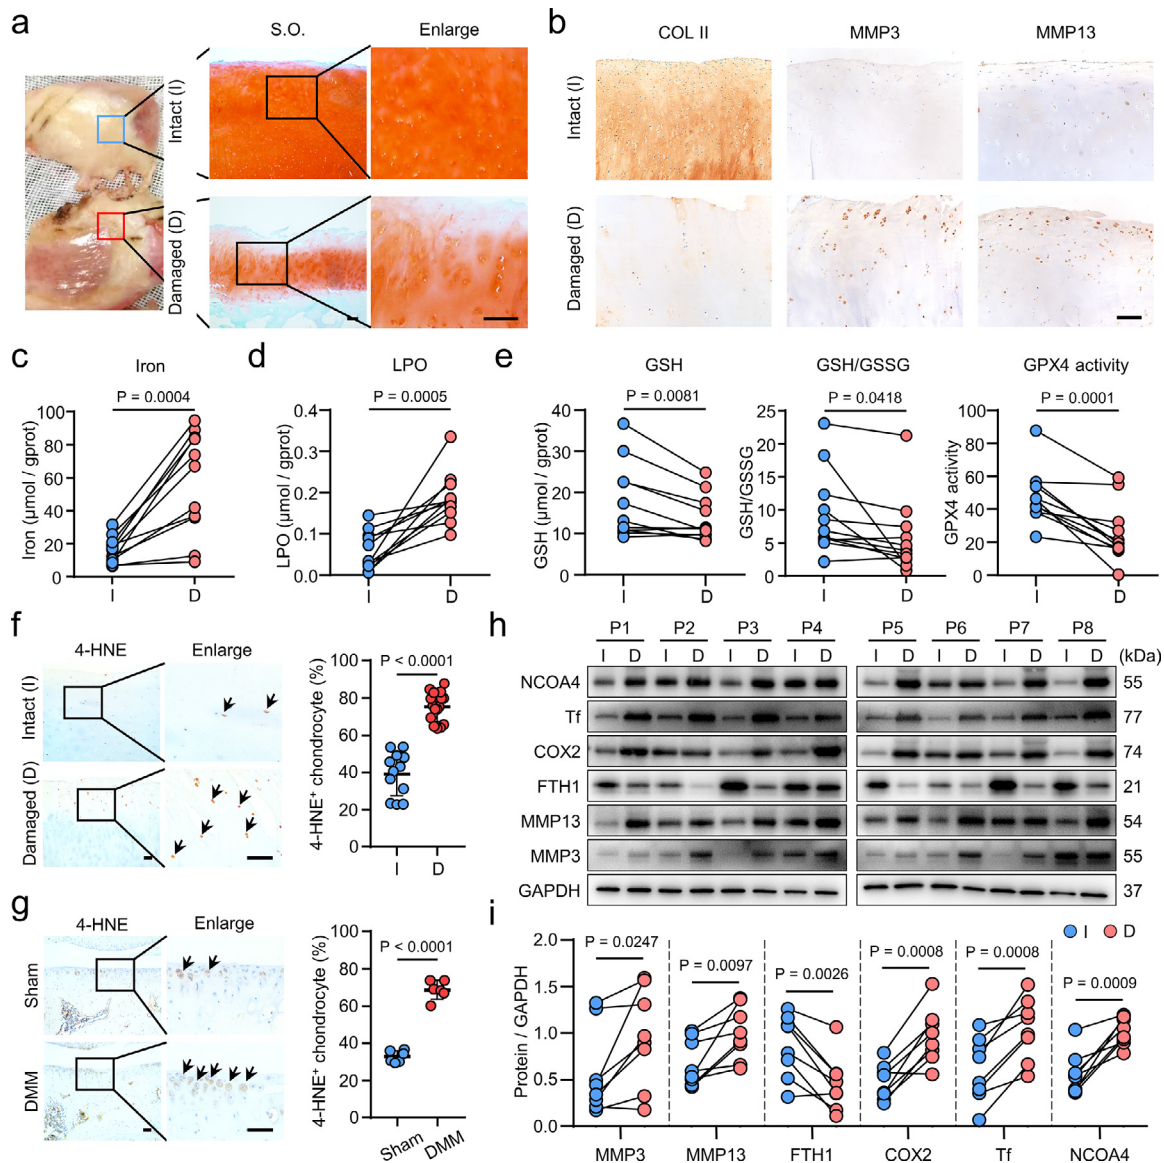 a
S.O.
Enlarge
Intact (I)
Damaged (D)
b
COL II
MMP3
MMP13
Intact (I)
Damaged (D)
c
Iron
P = 0.0004
Iron (μmol / gprot)
100
80
60
40
20
0
I
D
d
LPO
P = 0.0005
LPO (μmol / gprot)
0.4
0.3
0.2
0.1
0.0
I
D
e
GSH
P = 0.0081
GSH (μmol / gprot)
40
30
20
10
0
I
D
GSH/GSSG
P = 0.0418
GSH/GSSG
25
20
15
10
5
0
I
D
GPX4 activity
P = 0.0001
GPX4 activity
100
80
60
40
20
0
I
D
f
4-HNE
Enlarge
Intact (I)
Damaged (D)
P < 0.0001
4-HNE⁺ chondrocyte (%)
100
80
60
40
20
0
I
D
g
4-HNE
Enlarge
Sham
DMM
P < 0.0001
4-HNE⁺ chondrocyte (%)
100
80
60
40
20
0
Sham
DMM
h
P1 P2 P3 P4 P5 P6 P7 P8
I D I D I D I D I D I D I D I D (kDa)
NCOA4 55
Tf 77
COX2 74
FTH1 21
MMP13 54
MMP3 55
GAPDH 37
i
I D
Protein / GAPDH
2.0
1.5
1.0
0.5
0.0
P = 0.0247
P = 0.0097
P = 0.0026
P = 0.0008
P = 0.0008
P = 0.0009
MMP3 MMP13 FTH1 COX2 Tf NCOA4